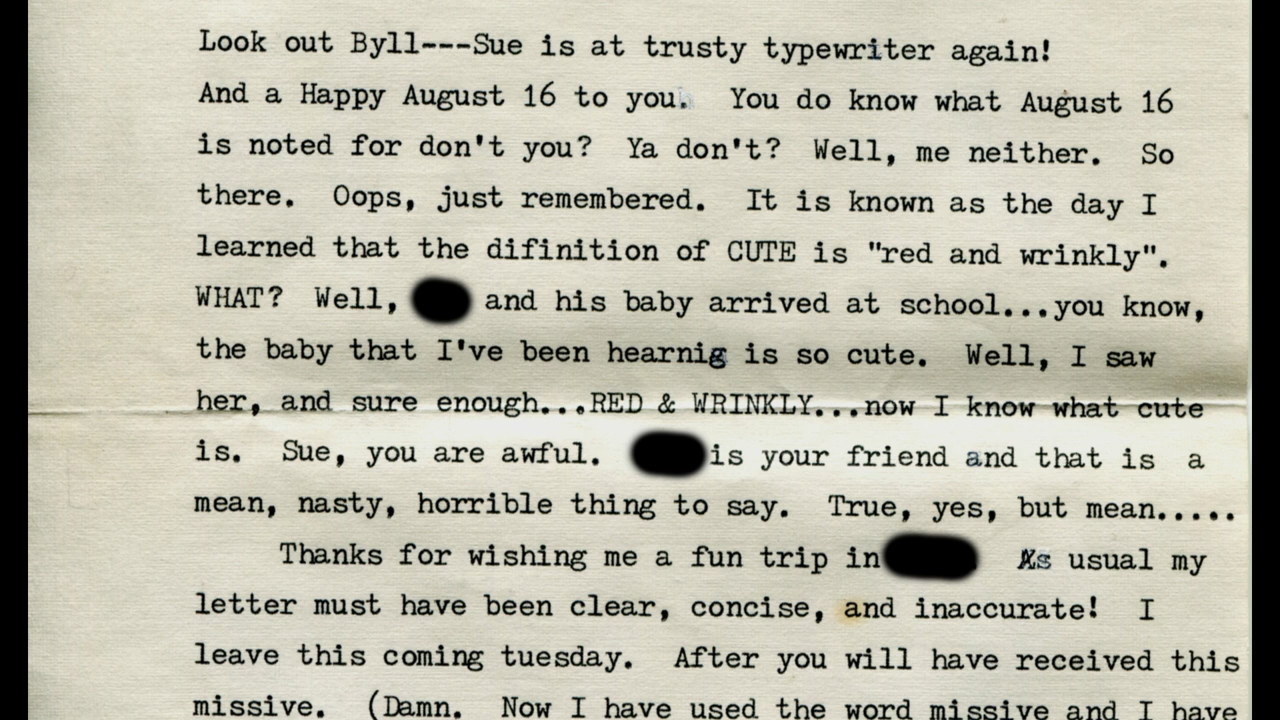 Look out Byll---Sue is at trusty typewriter again!
And a Happy August 16 to you.  You do know what August 16
is noted for don't you?  Ya don't?  Well, me neither.  So
there.  Oops, just remembered.  It is known as the day I
learned that the difinition of CUTE is "red and wrinkly".
WHAT?  Well, and his baby arrived at school...you know,
the baby that I've been hearnig is so cute.  Well, I saw
her, and sure enough...RED & WRINKLY...now I know what cute
is.  Sue, you are awful.  is your friend and that is  a
mean, nasty, horrible thing to say.  True, yes, but mean.....
Thanks for wishing me a fun trip in  As usual my
letter must have been clear, concise, and inaccurate!  I
leave this coming tuesday.  After you will have received this
missive.  (Damn.  Now I have used the word missive and I have